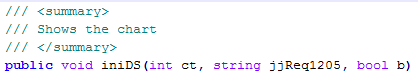 /// <summary>
/// Shows the chart
/// </summary>
public void iniDS(int ct, string jjReq1205, bool b)